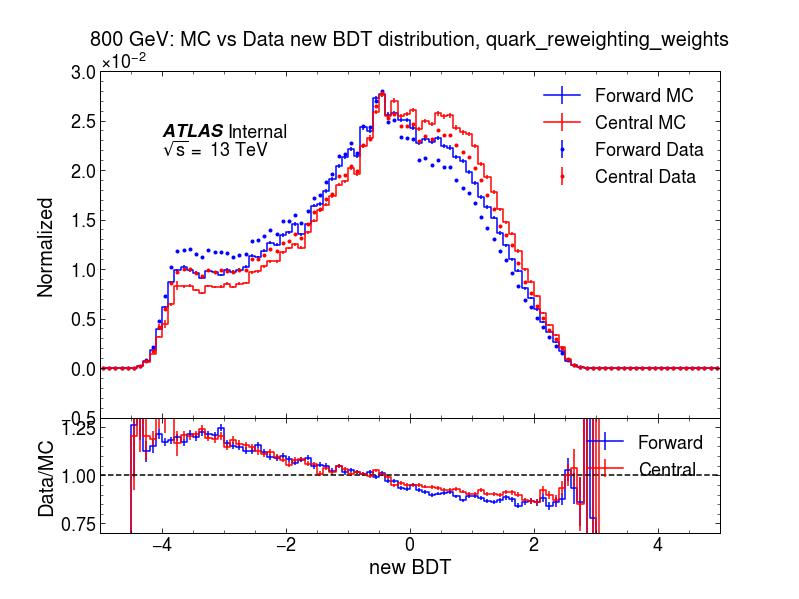 800 GeV: MC vs Data new BDT distribution, quark_reweighting_weights
×10⁻²
3.0
2.5
2.0
1.5
1.0
0.5
0.0
0.5
Normalized
ATLAS Internal
√s = 13 TeV
Forward MC
Central MC
Forward Data
Central Data
1.25
1.00
0.75
Data/MC
Forward
Central
−4 −2 0 2 4
new BDT